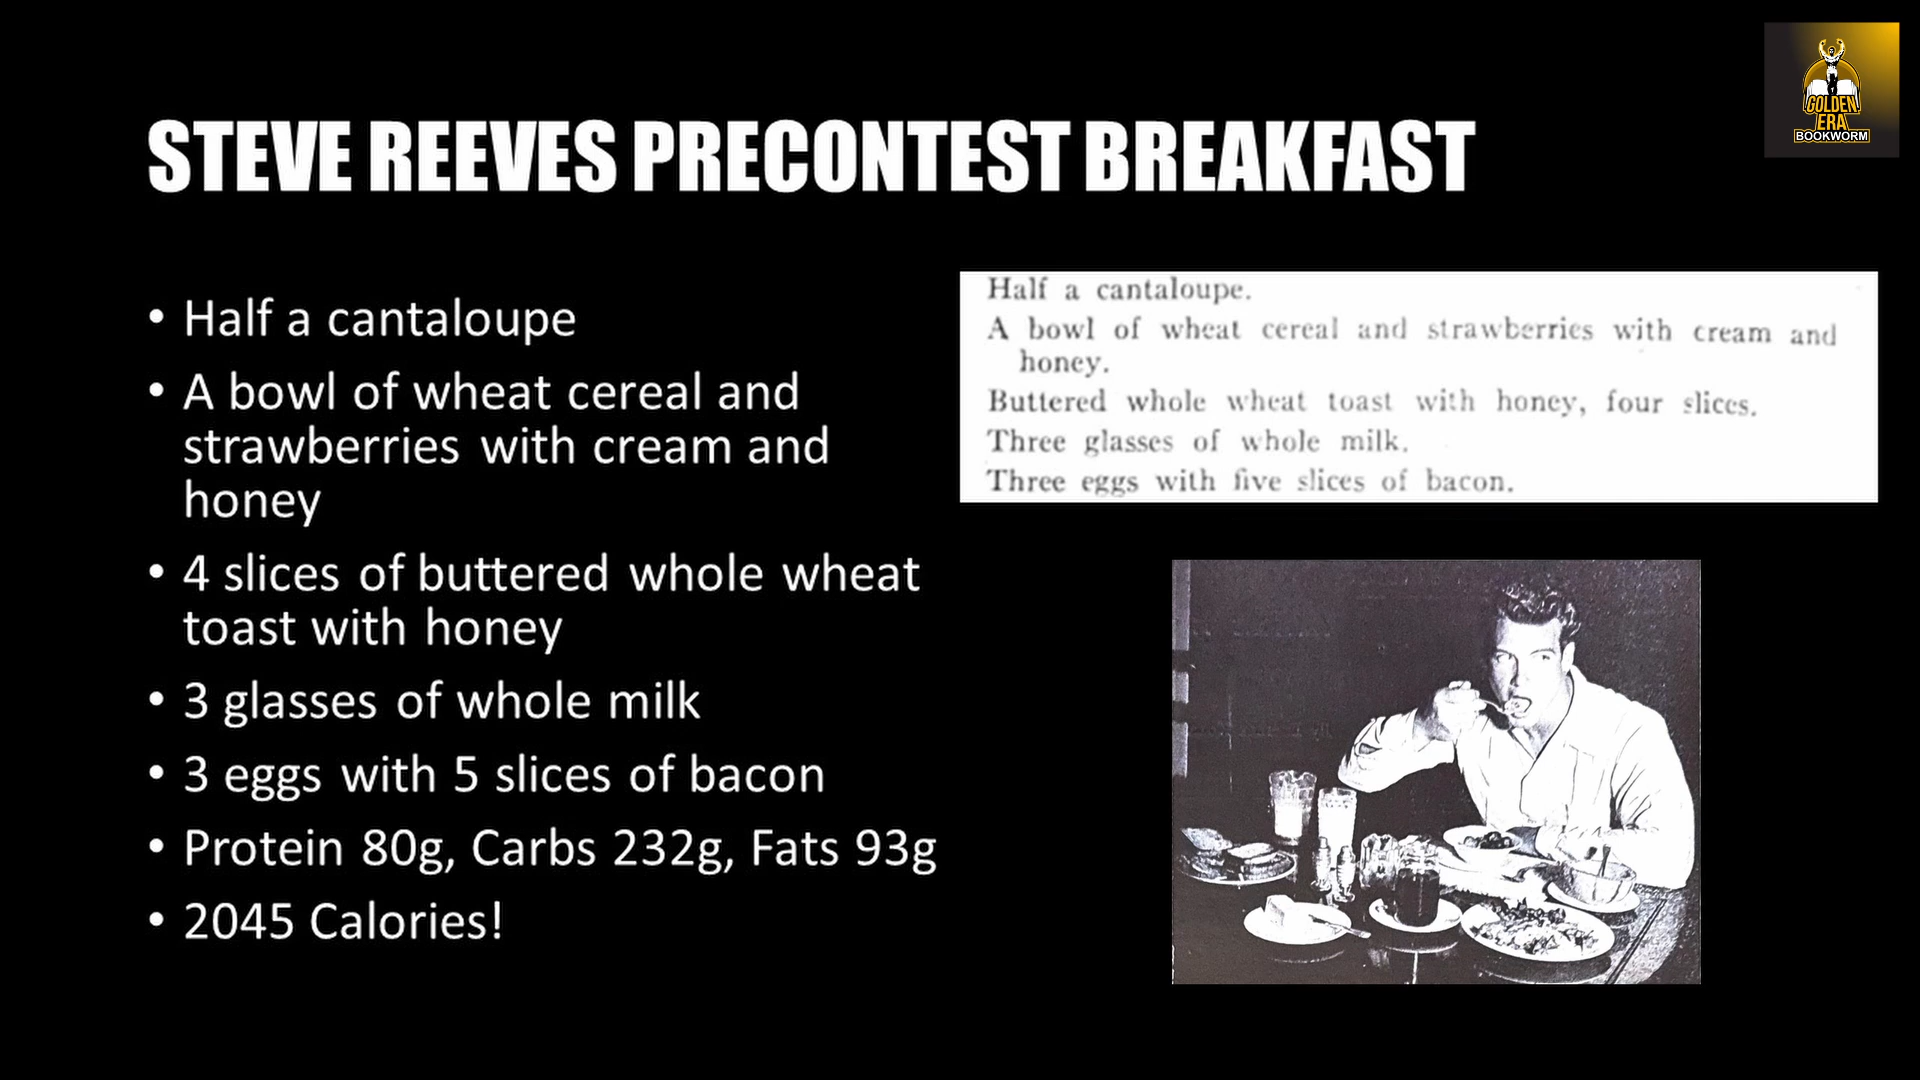 STEVE REEVES PRECONTEST BREAKFAST
• Half a cantaloupe
• A bowl of wheat cereal and
strawberries with cream and
honey
• 4 slices of buttered whole wheat
toast with honey
• 3 glasses of whole milk
• 3 eggs with 5 slices of bacon
• Protein 80g, Carbs 232g, Fats 93g
• 2045 Calories!
Half a cantaloupe.
A bowl of wheat cereal and strawberries with cream and
honey.
Buttered whole wheat toast with honey, four slices.
Three glasses of whole milk.
Three eggs with five slices of bacon.
GOLDEN
ERA
BOOKWORM